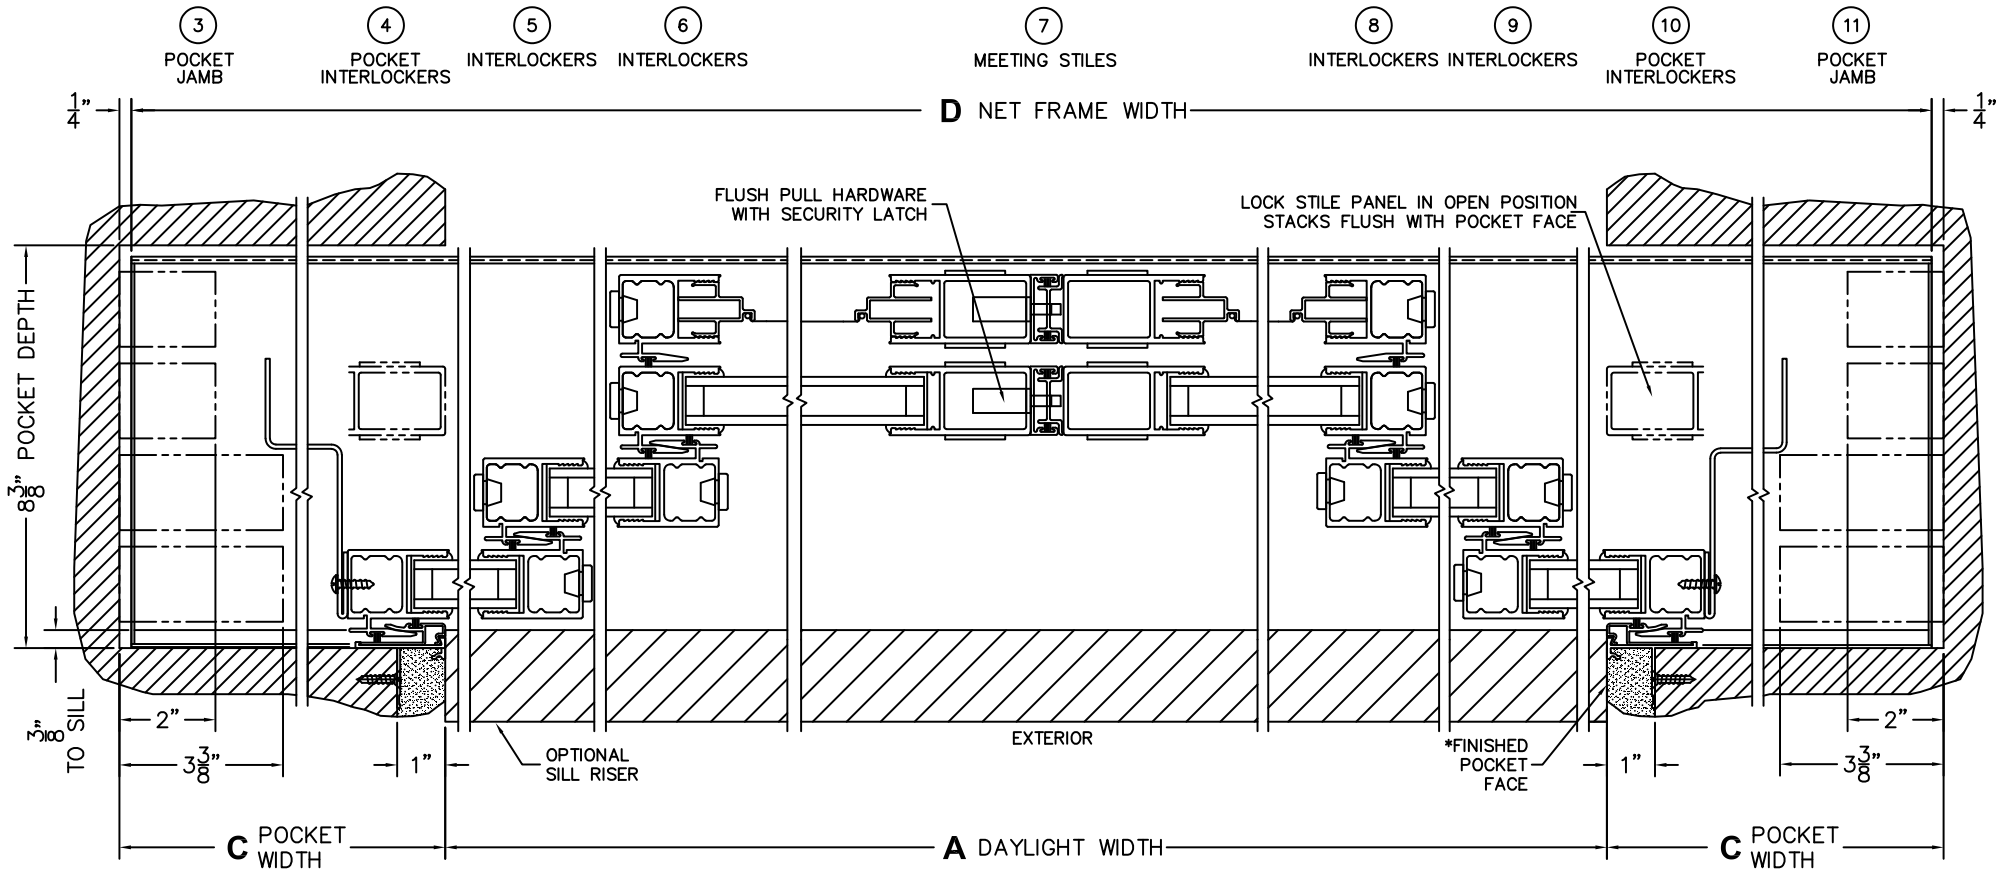 3
POCKET
JAMB
4
POCKET
INTERLOCKERS
5
INTERLOCKERS
6
INTERLOCKERS
7
MEETING STILES
8
INTERLOCKERS
9
INTERLOCKERS
10
POCKET
INTERLOCKERS
11
POCKET
JAMB
1/4"
D NET FRAME WIDTH
1/4"
FLUSH PULL HARDWARE
WITH SECURITY LATCH
LOCK STILE PANEL IN OPEN POSITION
STACKS FLUSH WITH POCKET FACE
8 3/8" POCKET DEPTH
3/8"
TO SILL
2"
3 3/8"
1"
OPTIONAL
SILL RISER
EXTERIOR
*FINISHED
POCKET
FACE
1"
2"
3 3/8"
C POCKET
WIDTH
A DAYLIGHT WIDTH
C POCKET
WIDTH